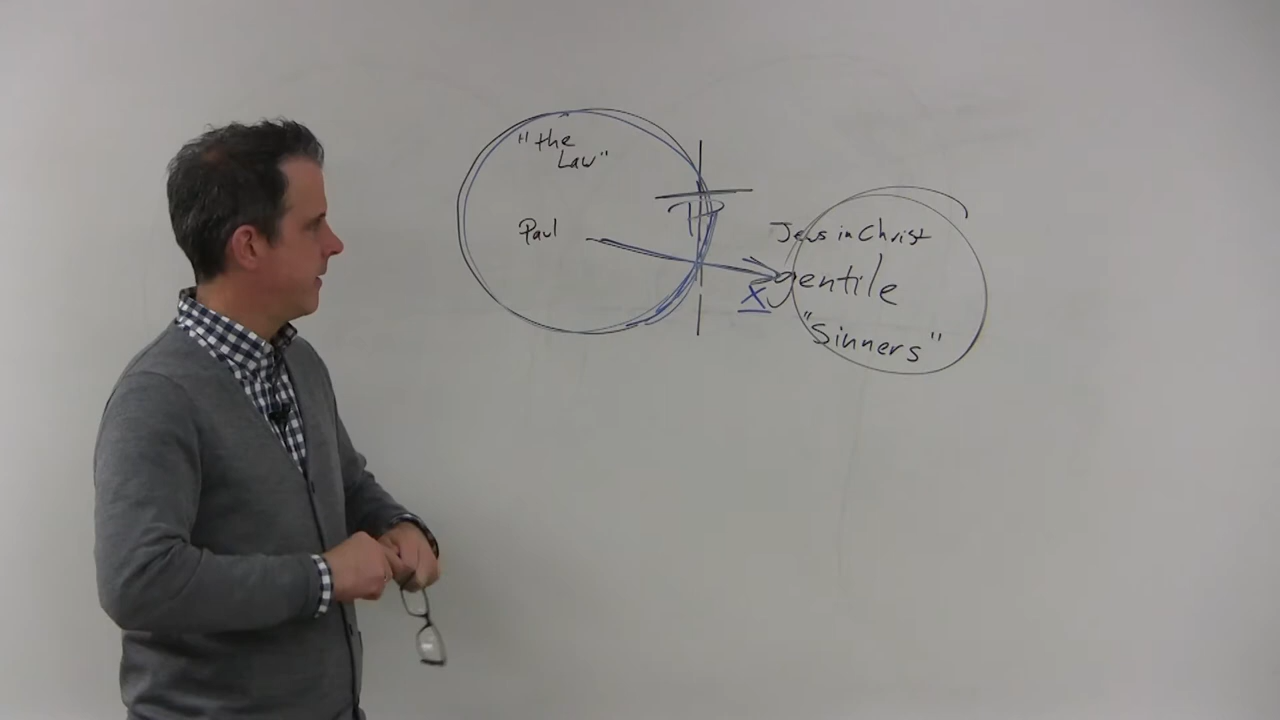 "the
Law"
Paul
Jews in Christ
gentile
X
"Sinners"